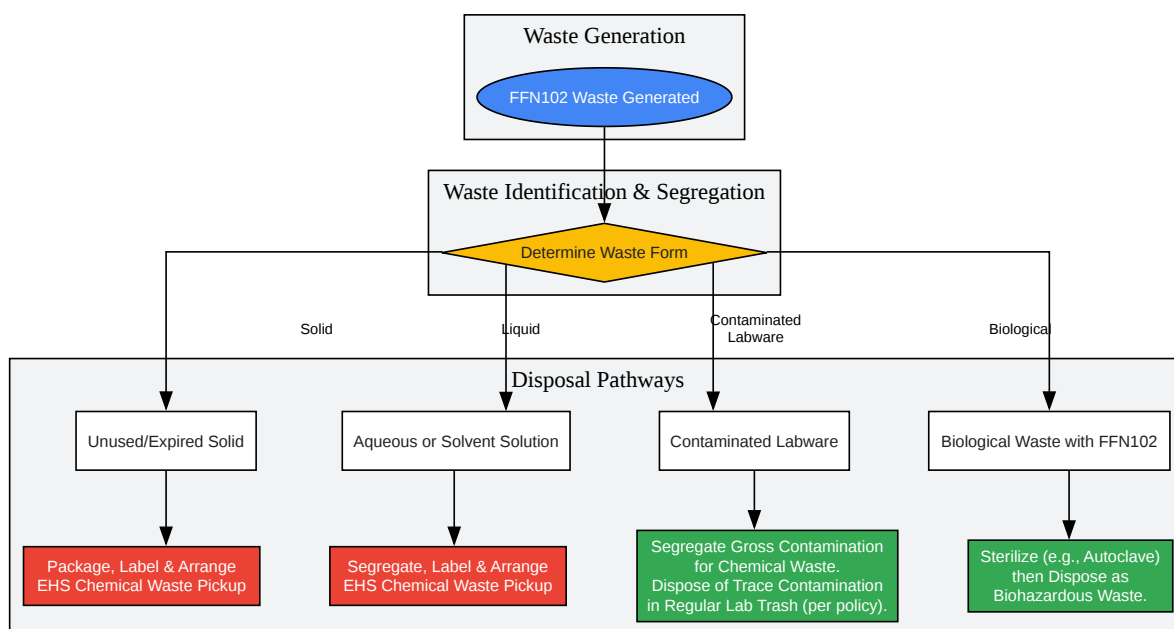 Waste Generation
FFN102 Waste Generated
Waste Identification & Segregation
Determine Waste Form
Solid
Liquid
Contaminated
Labware
Biological
Disposal Pathways
Unused/Expired Solid
Aqueous or Solvent Solution
Contaminated Labware
Biological Waste with FFN102
Package, Label & Arrange
EHS Chemical Waste Pickup
Segregate, Label & Arrange
EHS Chemical Waste Pickup
Segregate Gross Contamination
for Chemical Waste.
Dispose of Trace Contamination
in Regular Lab Trash (per policy).
Sterilize (e.g., Autoclave)
then Dispose as
Biohazardous Waste.